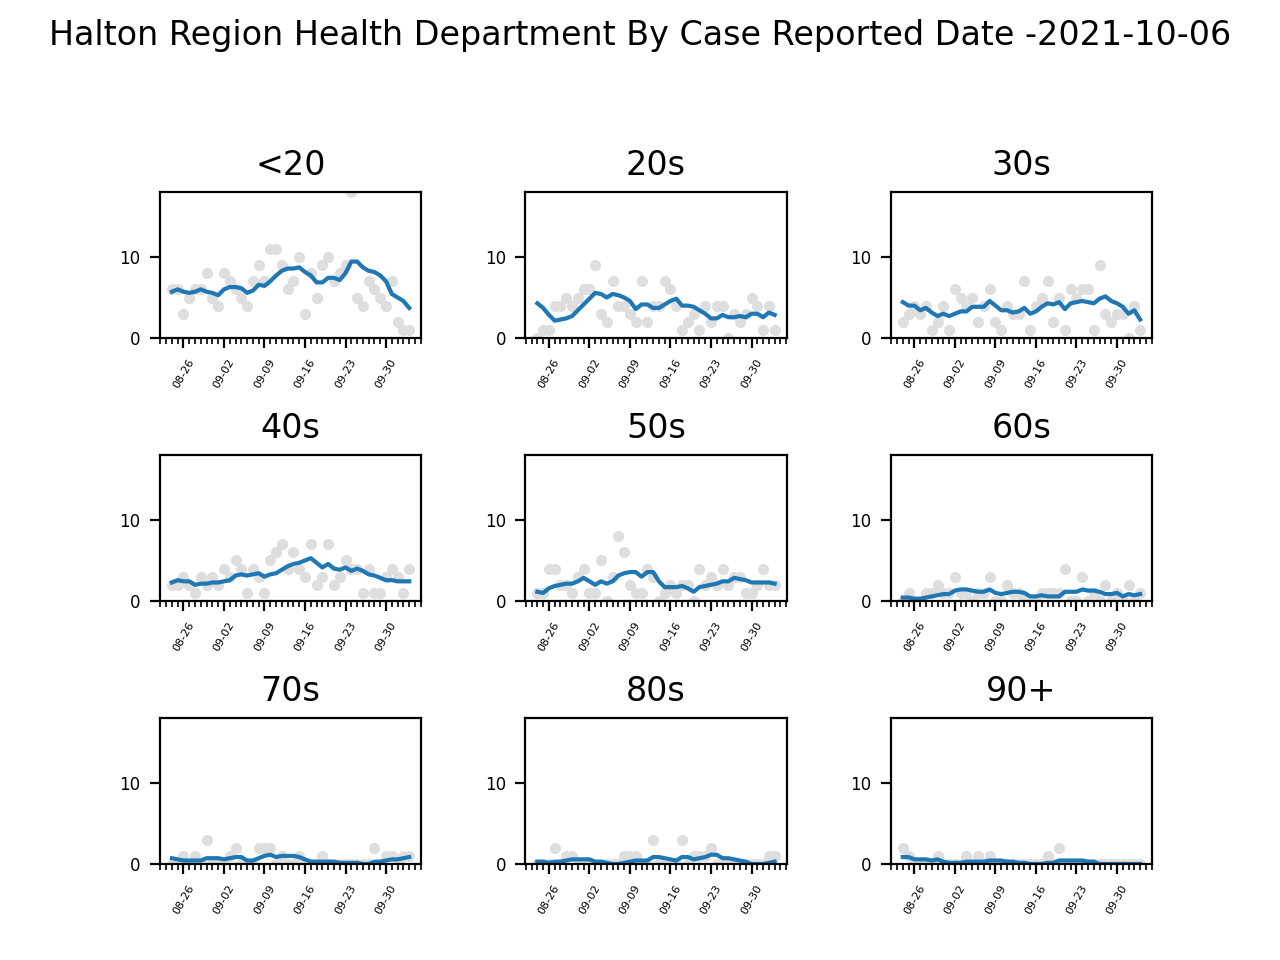 Halton Region Health Department By Case Reported Date -2021-10-06
<20 20s 30s
10 10 10
0 0 0
08-26 09-02 09-09 09-16 09-23 09-30 08-26 09-02 09-09 09-16 09-23 09-30 08-26 09-02 09-09 09-16 09-23 09-30
40s 50s 60s
10 10 10
0 0 0
08-26 09-02 09-09 09-16 09-23 09-30 08-26 09-02 09-09 09-16 09-23 09-30 08-26 09-02 09-09 09-16 09-23 09-30
70s 80s 90+
10 10 10
0 0 0
08-26 09-02 09-09 09-16 09-23 09-30 08-26 09-02 09-09 09-16 09-23 09-30 08-26 09-02 09-09 09-16 09-23 09-30